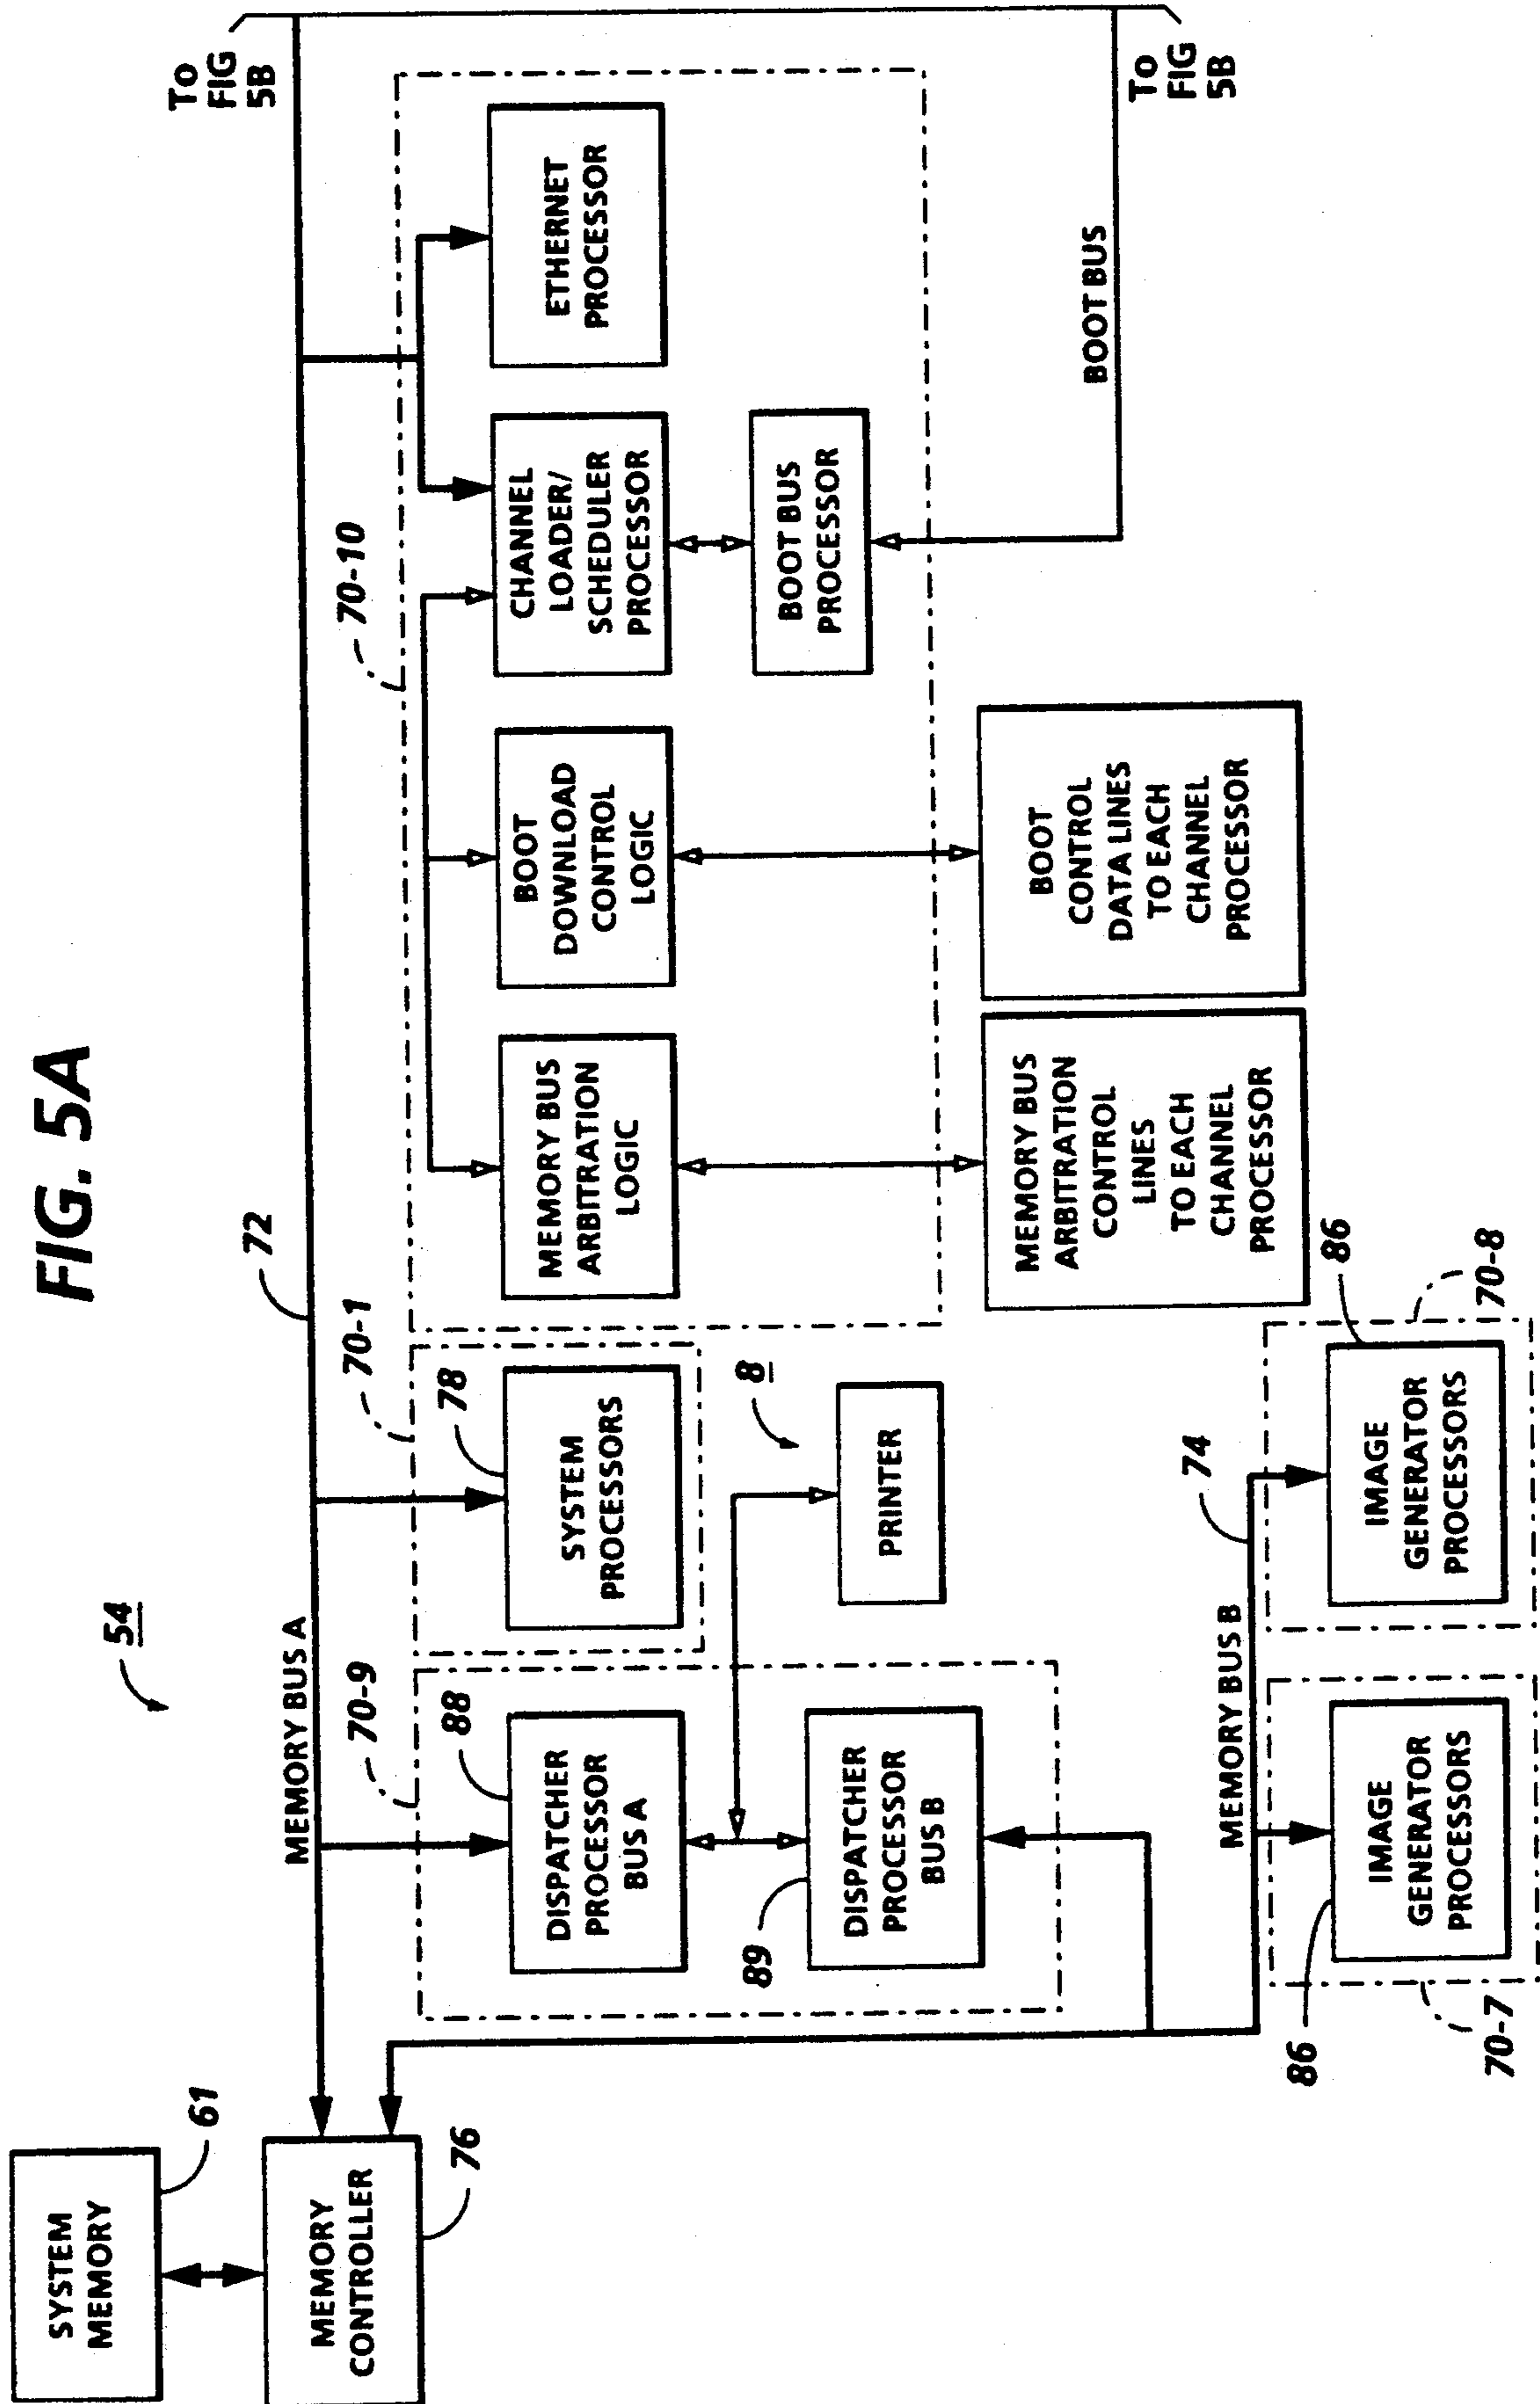 FIG. 5A
54
SYSTEM
MEMORY
61
MEMORY
CONTROLLER
76
MEMORY BUS A
72
To
FIG
5B
70-9
88
DISPATCHER
PROCESSOR
BUS A
89
DISPATCHER
PROCESSOR
BUS B
70-1
78
SYSTEM
PROCESSORS
8
PRINTER
70-10
MEMORY BUS
ARBITRATION
LOGIC
BOOT
DOWNLOAD
CONTROL
LOGIC
CHANNEL
LOADER/
SCHEDULER
PROCESSOR
ETHERNET
PROCESSOR
BOOT BUS
PROCESSOR
MEMORY BUS
ARBITRATION
CONTROL
LINES
TO EACH
CHANNEL
PROCESSOR
BOOT
CONTROL
DATA LINES
TO EACH
CHANNEL
PROCESSOR
BOOT BUS
To
FIG
5B
MEMORY BUS B
74
86
IMAGE
GENERATOR
PROCESSORS
70-7
86
IMAGE
GENERATOR
PROCESSORS
70-8